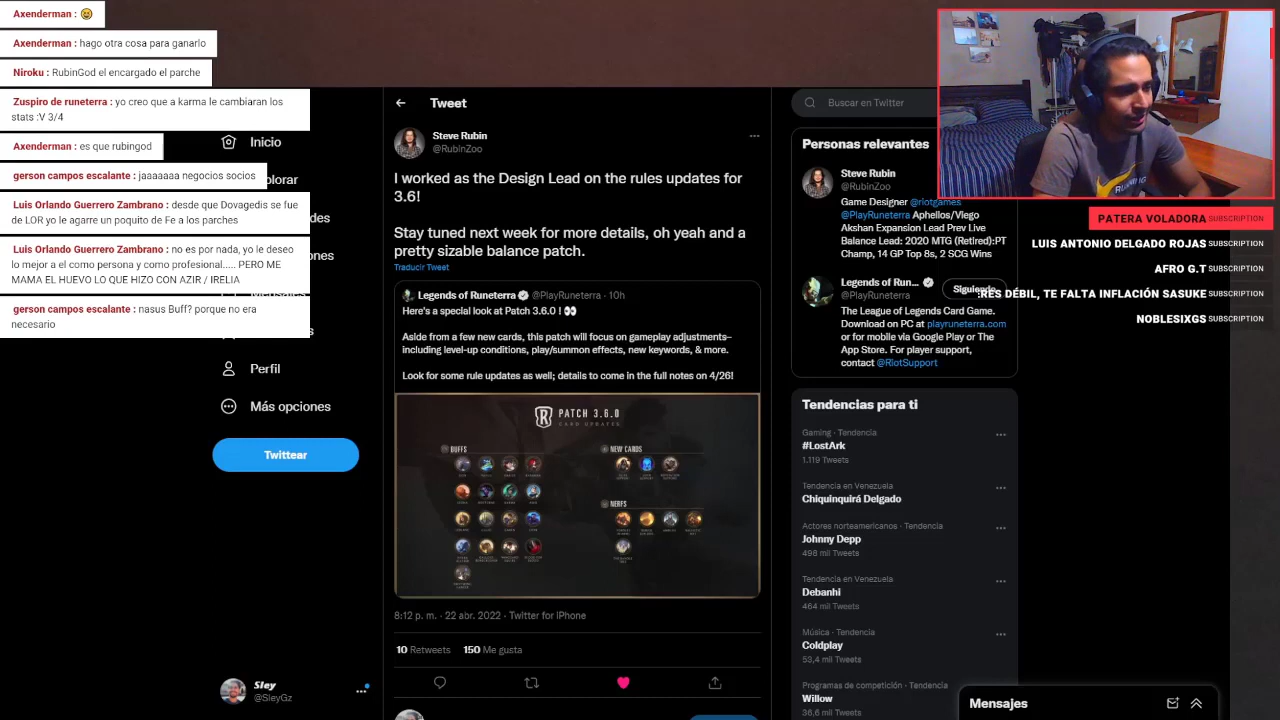 Axenderman :
Axenderman : hago otra cosa para ganarlo
Niroku : RubinGod el encargado el parche
Zuspiro de runeterra : yo creo que a karma le cambiaran los
stats :V 3/4
Axenderman : es que rubingod
gerson campos escalante : jaaaaaaa negocios socios
Luis Orlando Guerrero Zambrano : desde que Dovagedis se fue
de LOR yo le agarre un poquito de Fe a los parches
Luis Orlando Guerrero Zambrano : no es por nada, yo le deseo
lo mejor a el como persona y como profesional..... PERO ME
MAMA EL HUEVO LO QUE HIZO CON AZIR / IRELIA
gerson campos escalante : nasus Buff? porque no era
necesario
Inicio
Perfil
Más opciones
Twittear
Sley
@SleyGz
Tweet
Steve Rubin
@RubinZoo
I worked as the Design Lead on the rules updates for
3.6!
Stay tuned next week for more details, oh yeah and a
pretty sizable balance patch.
Traducir Tweet
Legends of Runeterra @PlayRuneterra · 10h
Here's a special look at Patch 3.6.0 !
Aside from a few new cards, this patch will focus on gameplay adjustments–
including level-up conditions, play/summon effects, new keywords, & more.
Look for some rule updates as well; details to come in the full notes on 4/26!
PATCH 3.6.0
CARD UPDATES
BUFFS
NEW CARDS
NERFS
8:12 p. m. · 22 abr. 2022 · Twitter for iPhone
10 Retweets 150 Me gusta
Buscar en Twitter
Personas relevantes
Steve Rubin
@RubinZoo
Game Designer @riotgames
@PlayRuneterra Aphelios/Viego
Akshan Expansion Lead Prev Live
Balance Lead: 2020 MTG (Retired):PT
Champ, 14 GP Top 8s, 2 SCG Wins
Legends of Run...
@PlayRuneterra
Siguiendo
The League of Legends Card Game.
Download on PC at playruneterra.com
or for mobile via Google Play or The
App Store. For player support,
contact @RiotSupport
Tendencias para ti
Gaming · Tendencia
#LostArk
1.119 Tweets
Tendencia en Venezuela
Chiquinquirá Delgado
Actores norteamericanos · Tendencia
Johnny Depp
498 mil Tweets
Tendencia en Venezuela
Debanhi
464 mil Tweets
Música · Tendencia
Coldplay
53,4 mil Tweets
Programas de competición · Tendencia
Willow
36,6 mil Tweets
Mensajes
PATERA VOLADORA SUBSCRIPTION
LUIS ANTONIO DELGADO ROJAS SUBSCRIPTION
AFRO G.T SUBSCRIPTION
DÉBIL, TE FALTA INFLACIÓN SASUKE SUBSCRIPTION
NOBLESIXGS SUBSCRIPTION